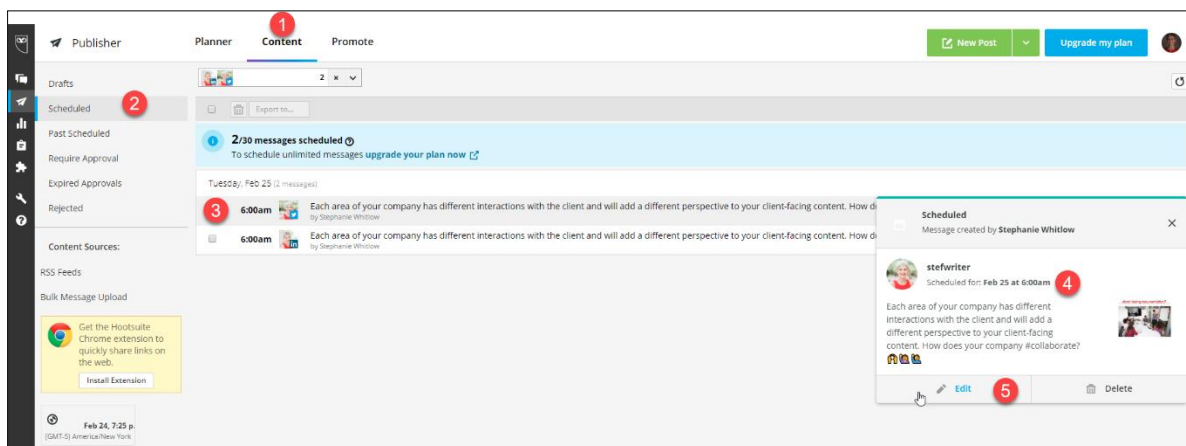 1
Publisher
Planner
Content
Promote
New Post
Upgrade my plan
Drafts
Scheduled
2
Past Scheduled
Require Approval
Expired Approvals
Rejected
Content Sources:
RSS Feeds
Bulk Message Upload
Get the Hootsuite
Chrome extension to
quickly share links on
the web.
Install Extension
Feb 24, 7:25 p.
(GMT-5) America/New York
2 x
Export to...
2/30 messages scheduled
To schedule unlimited messages upgrade your plan now
Tuesday, Feb 25 (2 messages)
3
6:00am
Each area of your company has different interactions with the client and will add a different perspective to your client-facing content. How d
by Stephanie Whitlow
6:00am
Each area of your company has different interactions with the client and will add a different perspective to your client-facing content. How d
by Stephanie Whitlow
Scheduled
Message created by Stephanie Whitlow
stefwriter
Scheduled for: Feb 25 at 6:00am
4
Each area of your company has different
interactions with the client and will add a
different perspective to your client-facing
content. How does your company #collaborate?
Edit
5
Delete